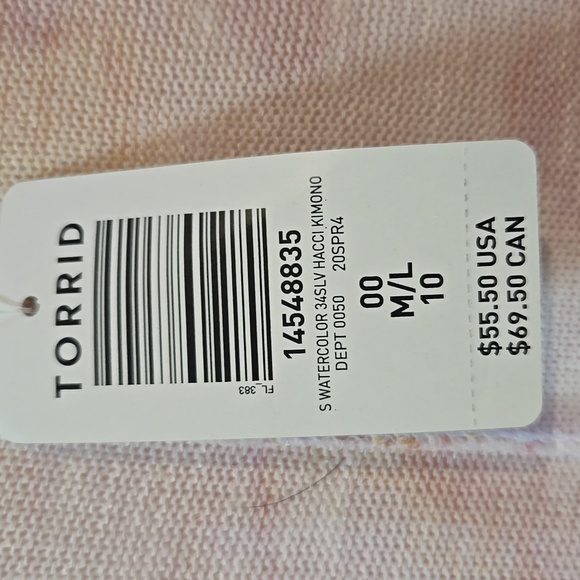 TORRID
FL_383
14548835
S WATERCOLOR 34SLV HACCI KIMONO
DEPT 0050 20SPR4
00
M/L
10
$55.50 USA
$69.50 CAN